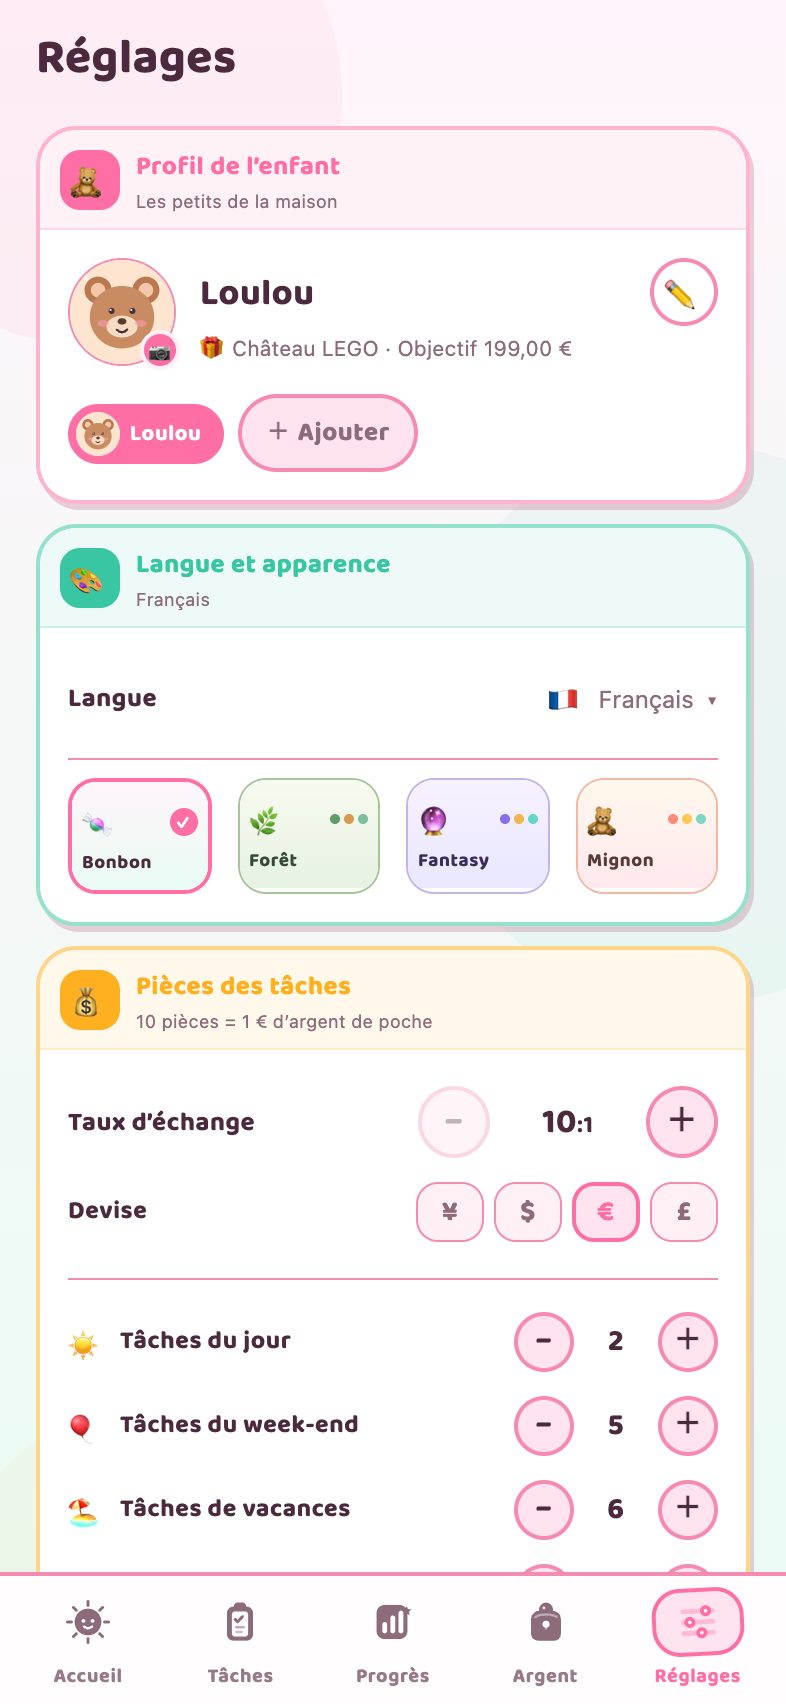 Réglages
Profil de l'enfant
Les petits de la maison
Loulou
Château LEGO · Objectif 199,00 €
Loulou
+ Ajouter
Langue et apparence
Français
Langue
Français ▾
Bonbon
Forêt
Fantasy
Mignon
Pièces des tâches
10 pièces = 1 € d'argent de poche
Taux d'échange
− 10:1 +
Devise
¥ $ € £
Tâches du jour
− 2 +
Tâches du week-end
− 5 +
Tâches de vacances
− 6 +
Accueil
Tâches
Progrès
Argent
Réglages